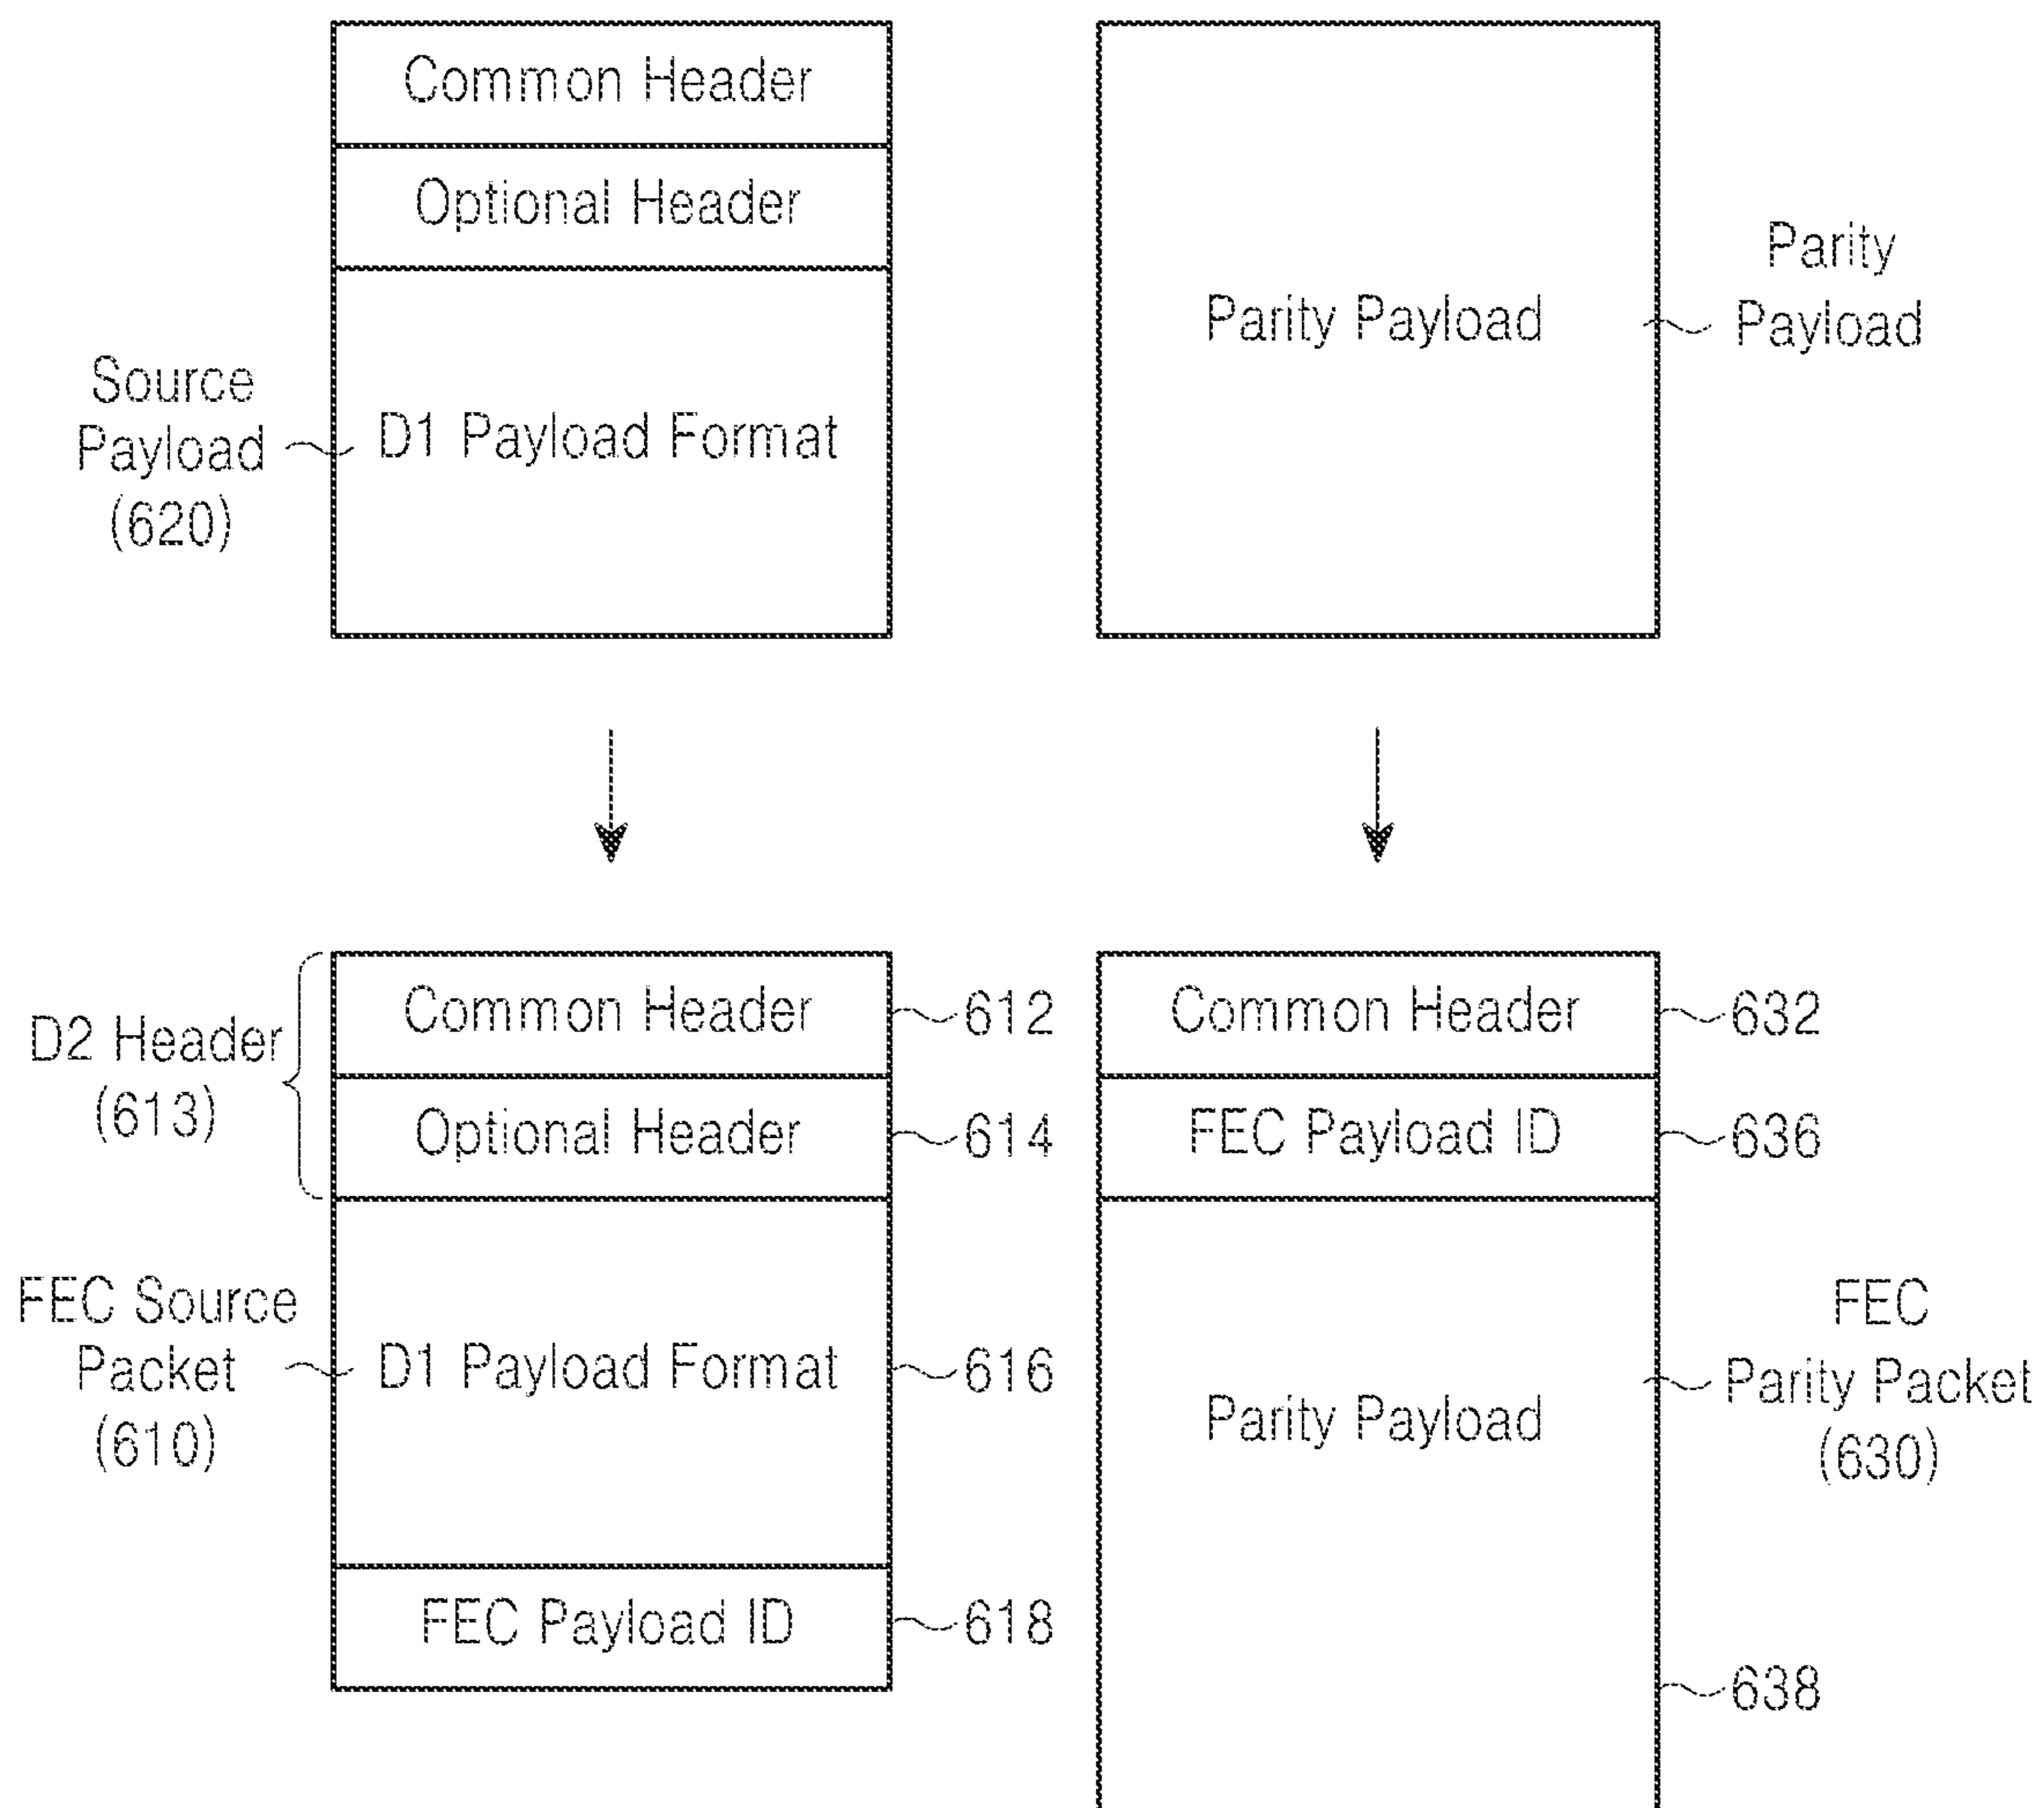 Common Header
Optional Header
Source
Payload
(620)
D1 Payload Format
Parity Payload
Parity
Payload
D2 Header
(613)
Common Header
612
Optional Header
614
FEC Source
Packet
(610)
D1 Payload Format
616
FEC Payload ID
618
Common Header
632
FEC Payload ID
636
Parity Payload
FEC
Parity Packet
(630)
638